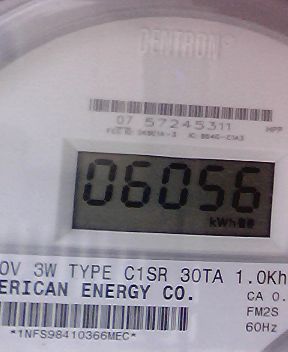 CENTRON
07 57245311 MPP
06056
kWh
0V 3W TYPE C1SR 30TA 1.0Kh
ERICAN ENERGY CO. CA 0.
FM2S
60Hz
*1NFS98410366MEC*